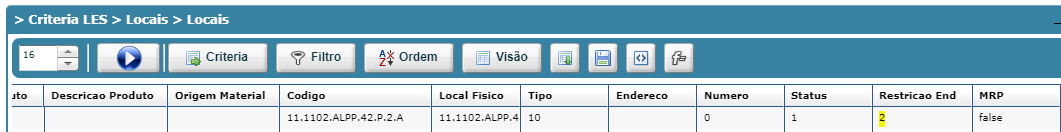 > Criteria LES > Locais > Locais
16 Criteria Filtro Ordem Visão
uto Descricao Produto Origem Material Codigo Local Fisico Tipo Endereco Numero Status Restricao End MRP
11.1102.ALPP.42.P.2.A 11.1102.ALPP.4 10 0 1 2 false